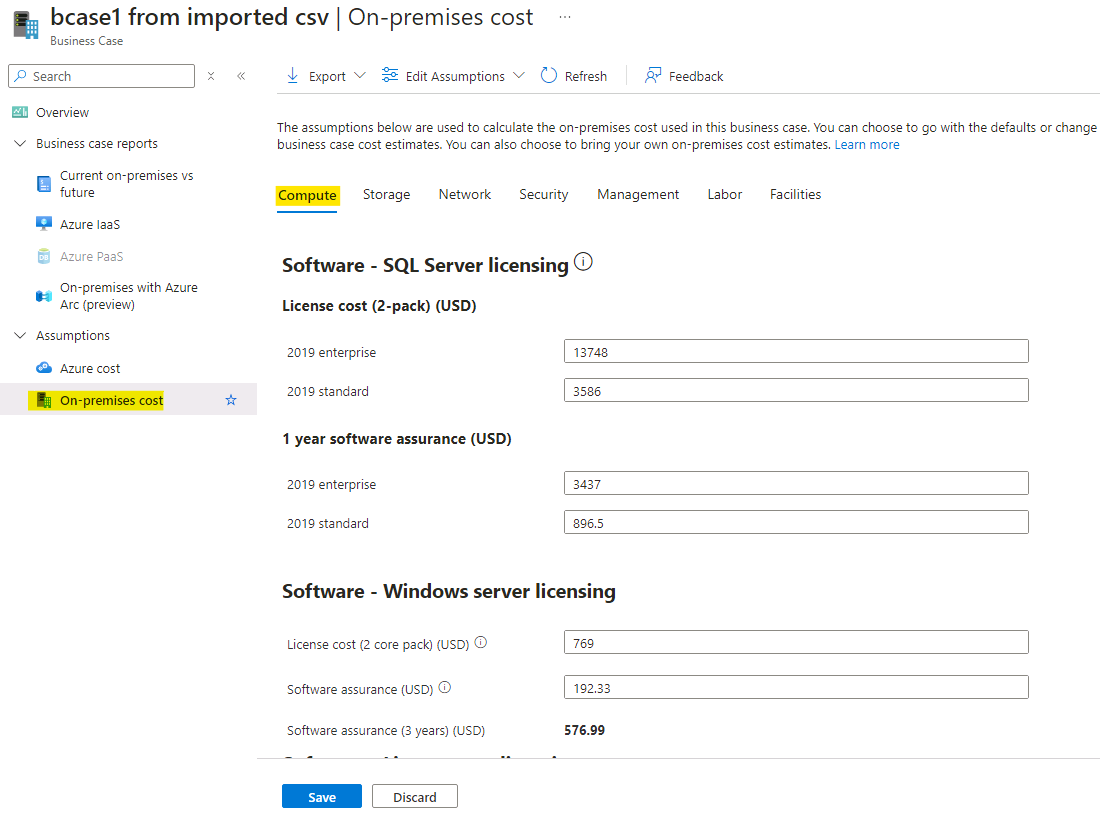 bcase1 from imported csv | On-premises cost ...
Business Case
Search
Export
Edit Assumptions
Refresh
Feedback
Overview
Business case reports
Current on-premises vs
future
Azure IaaS
Azure PaaS
On-premises with Azure
Arc (preview)
Assumptions
Azure cost
On-premises cost
The assumptions below are used to calculate the on-premises cost used in this business case. You can choose to go with the defaults or change
business case cost estimates. You can also choose to bring your own on-premises cost estimates. Learn more
Compute
Storage
Network
Security
Management
Labor
Facilities
Software - SQL Server licensing
License cost (2-pack) (USD)
2019 enterprise
13748
2019 standard
3586
1 year software assurance (USD)
2019 enterprise
3437
2019 standard
896.5
Software - Windows server licensing
License cost (2 core pack) (USD)
769
Software assurance (USD)
192.33
Software assurance (3 years) (USD)
576.99
Save
Discard